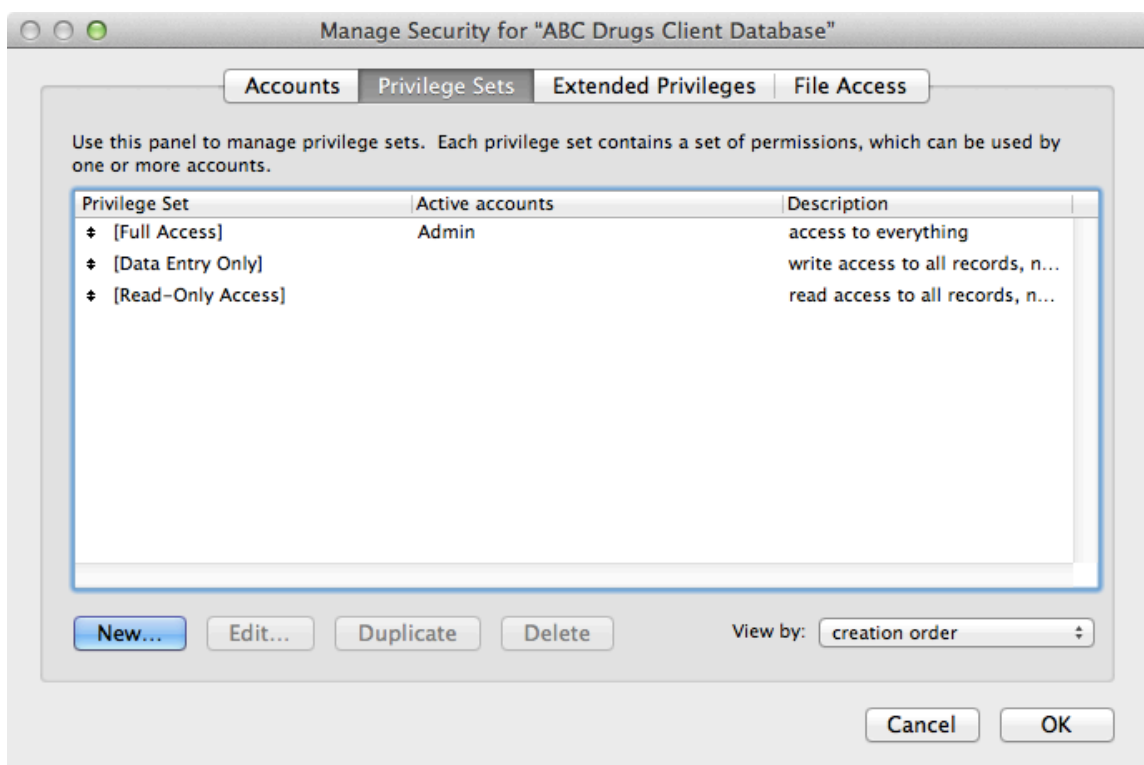 Manage Security for “ABC Drugs Client Database”
Accounts Privilege Sets Extended Privileges File Access
Use this panel to manage privilege sets. Each privilege set contains a set of permissions, which can be used by
one or more accounts.
Privilege Set Active accounts Description
[Full Access] Admin access to everything
[Data Entry Only] write access to all records, n...
[Read-Only Access] read access to all records, n...
New... Edit... Duplicate Delete View by: creation order
Cancel OK